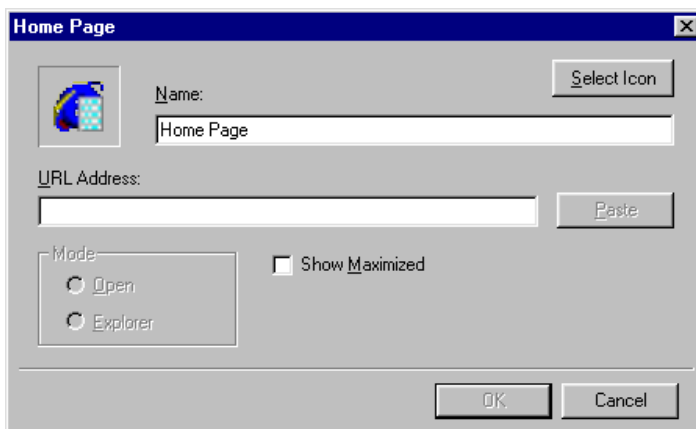 Home Page
Select Icon
Name:
Home Page
URL Address:
Paste
Mode
Show Maximized
Open
Explorer
OK
Cancel